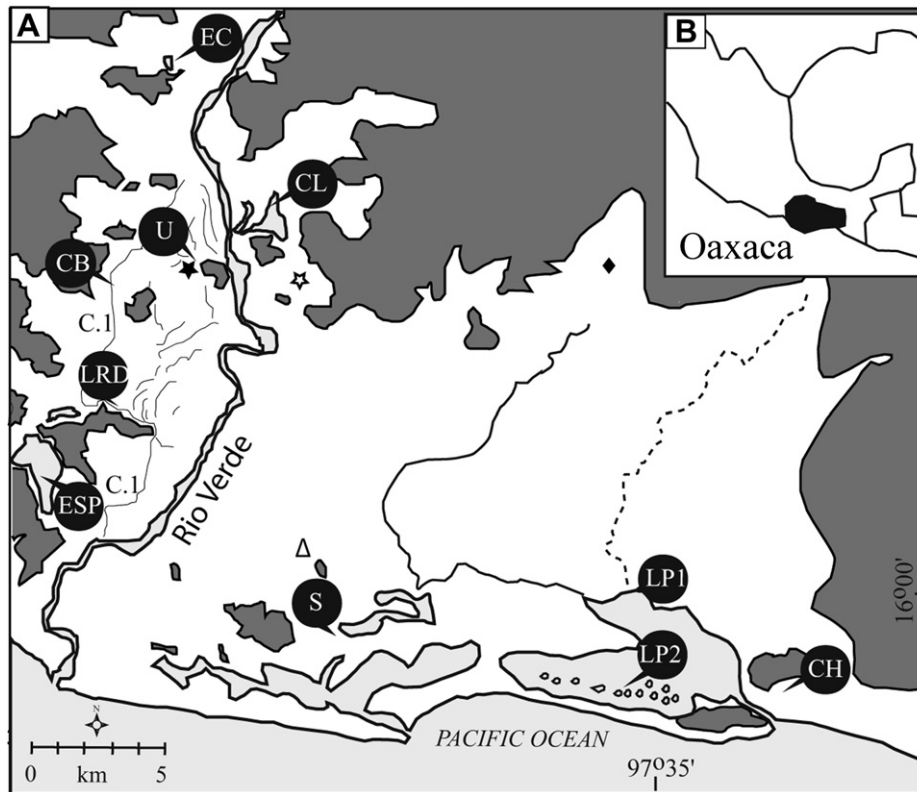 A
EC
B
CL
U
CB
Oaxaca
C.1
LRD
Rio Verde
C.1
ESP
S
LP1
16º00'
LP2
CH
N
PACIFIC OCEAN
0 km 5
97º35'